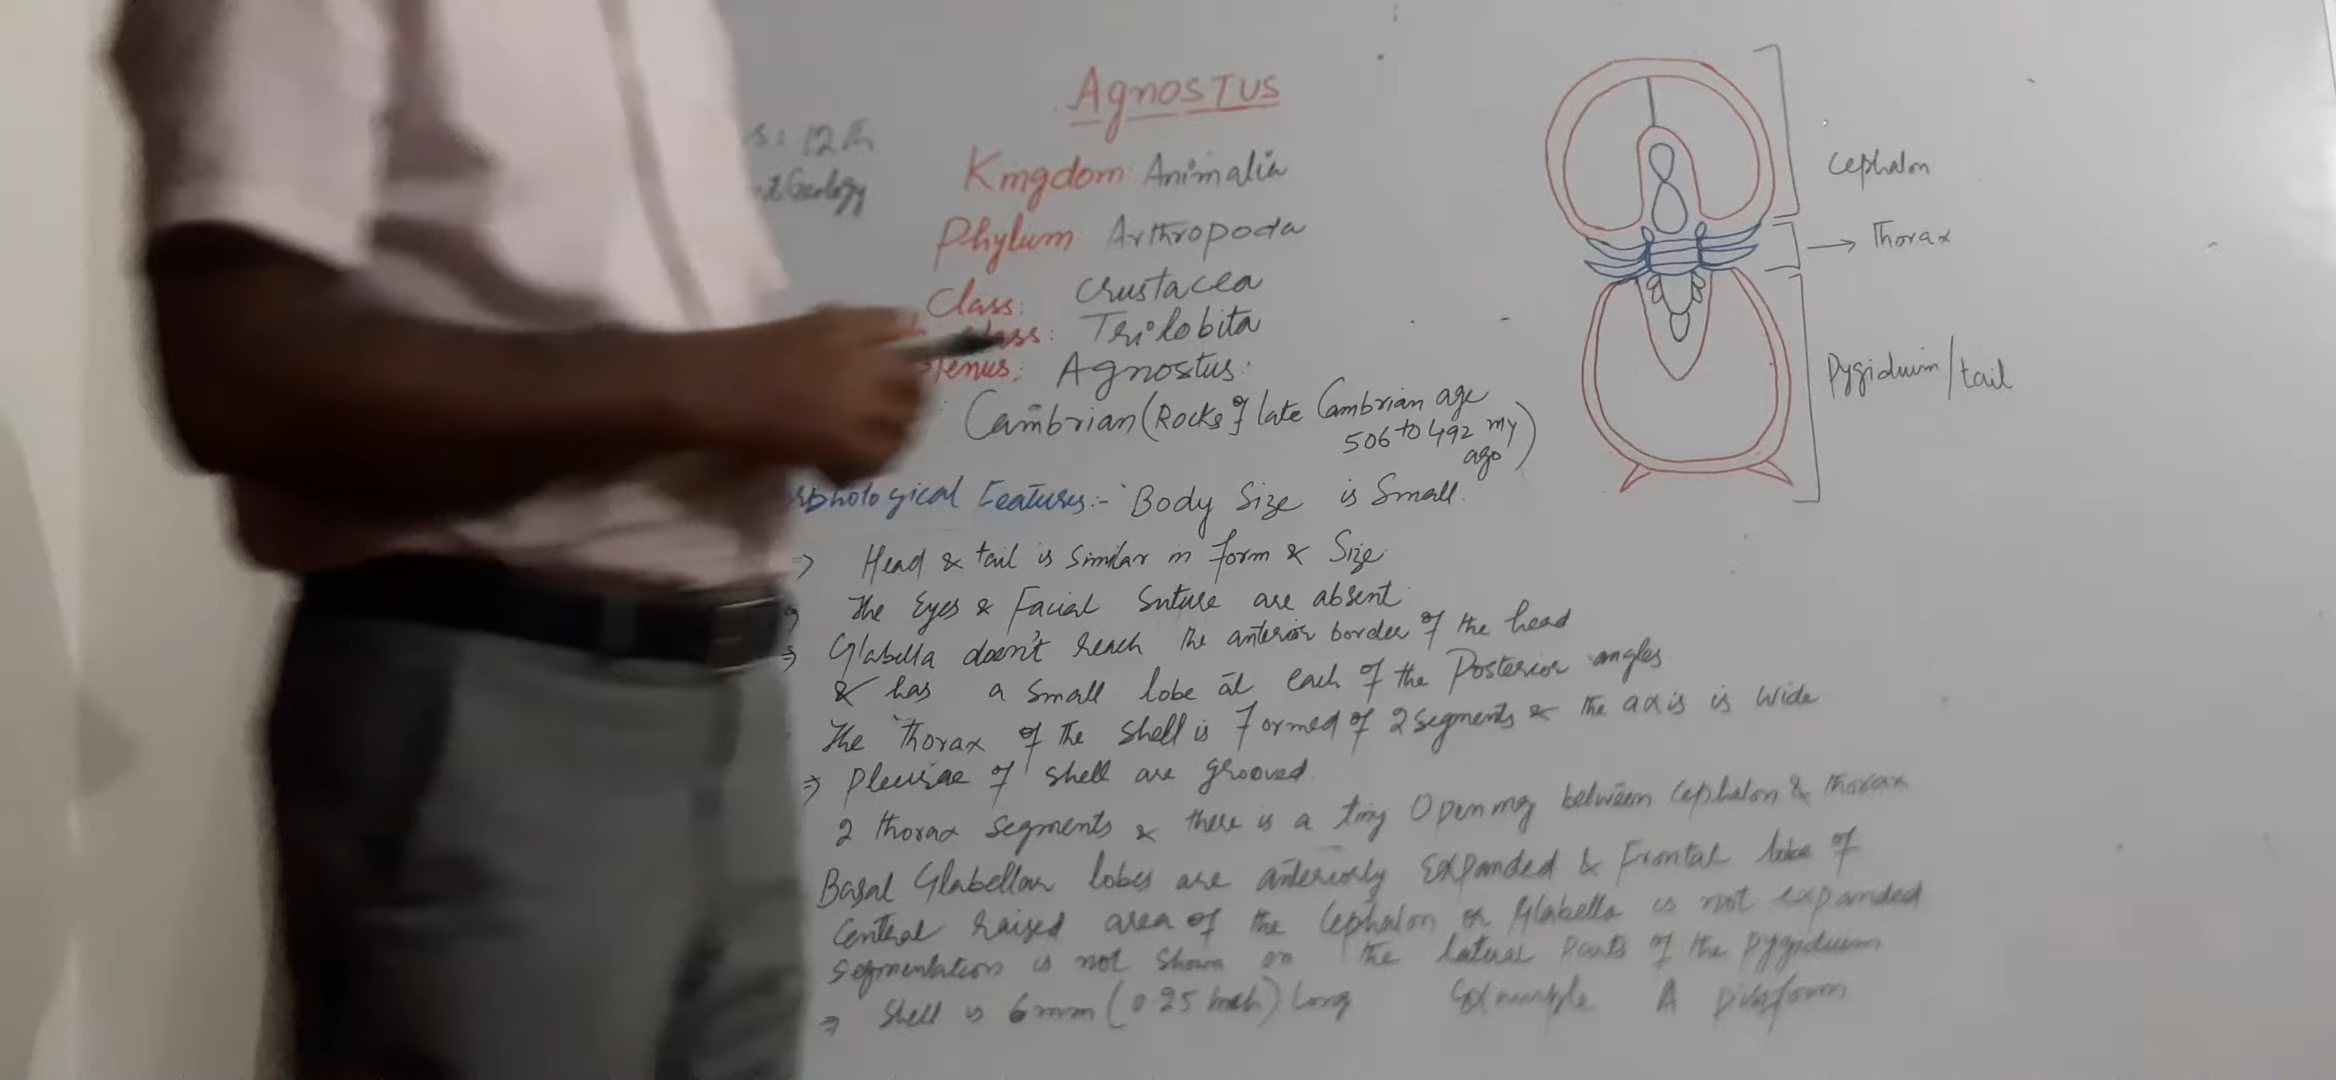 Agnostus
s: 12th
Geology
Kingdom: Animalia
Phylum: Arthropoda
Class: Crustacea
class: Trilobita
Genus: Agnostus.
Cambrian (Rocks of late Cambrian age
506 to 492 my
ago)
rphological Features:- Body Size is Small.
⇒ Head & tail is Similar in form & Size
⇒ The Eyes & Facial Suture are absent
⇒ Glabella doen't reach the anterior border of the head
& has a small lobe at each of the Posterior angles
The Thorax of the shell is formed of 2 segments & the axis is wide
⇒ Pleurae of shell are grooved
2 thorax segments & there is a tiny Opening between Cephalon & thorax
Basal Glabellar lobes are anteriorly Expanded & Frontal lobe of
Central raised area of the Cephalon or Glabella is not expanded
Segmentation is not shown on the lateral parts of the pygidium
⇒ Shell is 6mm (0.25 inch) long Example A pisiform
Cephalon
→ Thorax
Pygidium/tail